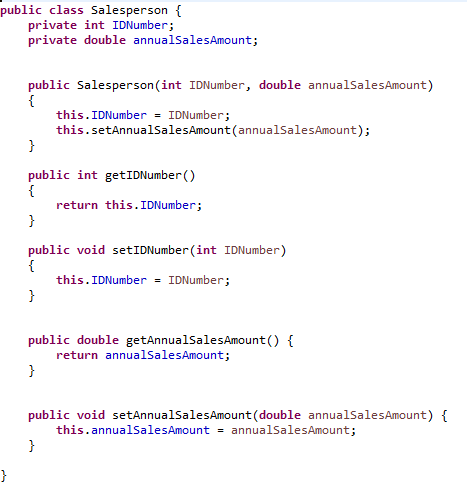 public class Salesperson {
    private int IDNumber;
    private double annualSalesAmount;
    public Salesperson(int IDNumber, double annualSalesAmount)
    {
        this.IDNumber = IDNumber;
        this.setAnnualSalesAmount(annualSalesAmount);
    }
    public int getIDNumber()
    {
        return this.IDNumber;
    }
    public void setIDNumber(int IDNumber)
    {
        this.IDNumber = IDNumber;
    }
    public double getAnnualSalesAmount() {
        return annualSalesAmount;
    }
    public void setAnnualSalesAmount(double annualSalesAmount) {
        this.annualSalesAmount = annualSalesAmount;
    }
}